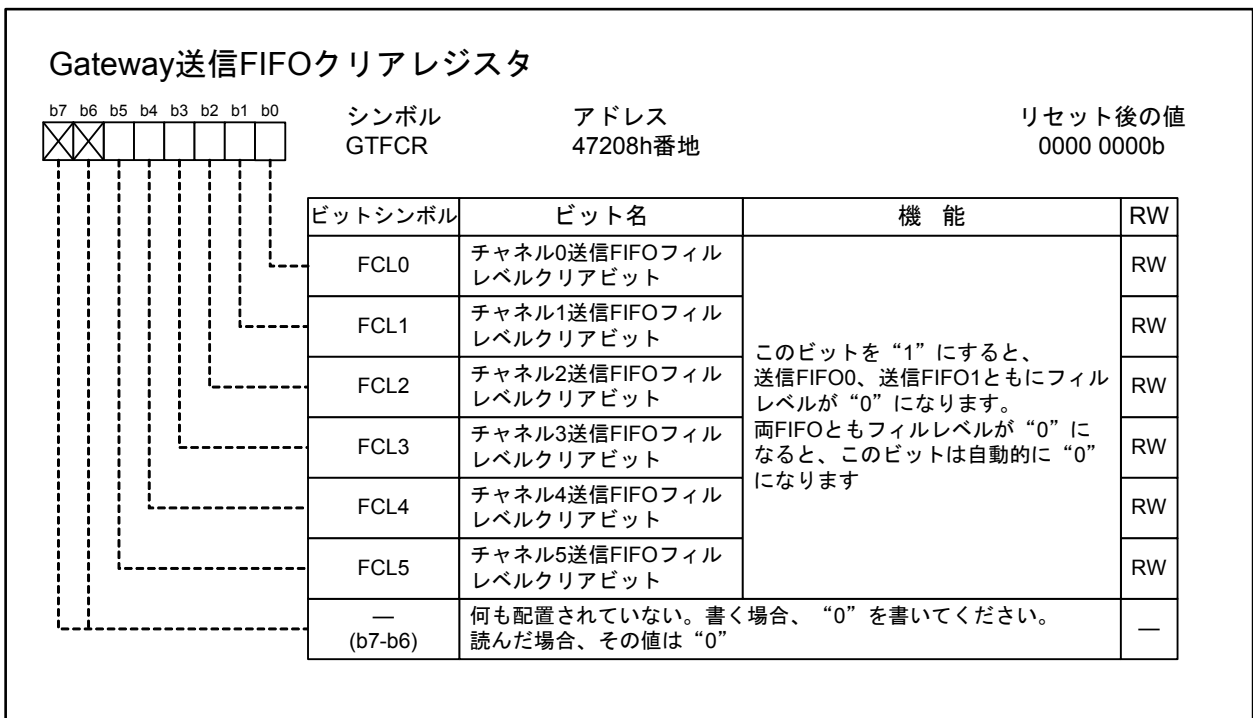 Gateway送信FIFOクリアレジスタ
b7 b6 b5 b4 b3 b2 b1 b0
シンボル アドレス リセット後の値
GTFCR 47208h番地 0000 0000b
ビットシンボル ビット名 機 能 RW
FCL0 チャネル0送信FIFOフィル
レベルクリアビット RW
FCL1 チャネル1送信FIFOフィル
レベルクリアビット RW
FCL2 チャネル2送信FIFOフィル
レベルクリアビット RW
FCL3 チャネル3送信FIFOフィル
レベルクリアビット RW
FCL4 チャネル4送信FIFOフィル
レベルクリアビット RW
FCL5 チャネル5送信FIFOフィル
レベルクリアビット RW
このビットを“1”にすると、
送信FIFO0、送信FIFO1ともにフィル
レベルが“0”になります。
両FIFOともフィルレベルが“0”に
なると、このビットは自動的に“0”
になります
—
(b7-b6)
何も配置されていない。書く場合、“0”を書いてください。
読んだ場合、その値は“0”
—